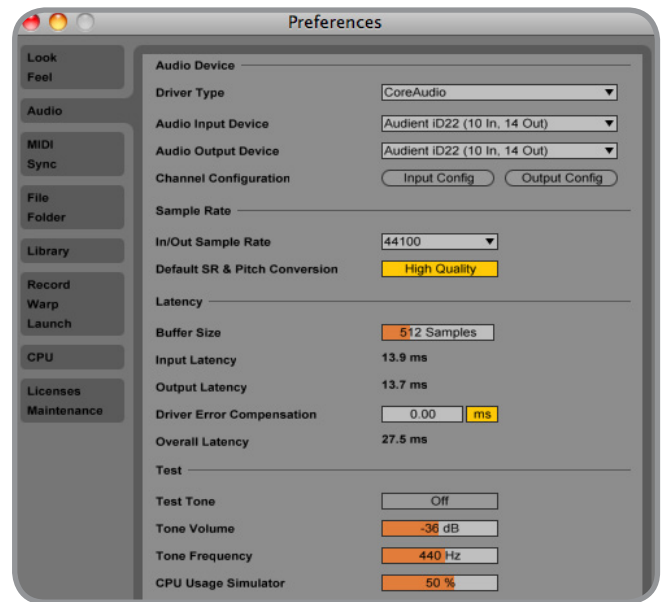 Preferences
Look
Feel
Audio
MIDI
Sync
File
Folder
Library
Record
Warp
Launch
CPU
Licenses
Maintenance
Audio Device
Driver Type CoreAudio
Audio Input Device Audient iD22 (10 In, 14 Out)
Audio Output Device Audient iD22 (10 In, 14 Out)
Channel Configuration Input Config Output Config
Sample Rate
In/Out Sample Rate 44100
Default SR & Pitch Conversion High Quality
Latency
Buffer Size 512 Samples
Input Latency 13.9 ms
Output Latency 13.7 ms
Driver Error Compensation 0.00 ms
Overall Latency 27.5 ms
Test
Test Tone Off
Tone Volume -36 dB
Tone Frequency 440 Hz
CPU Usage Simulator 50 %